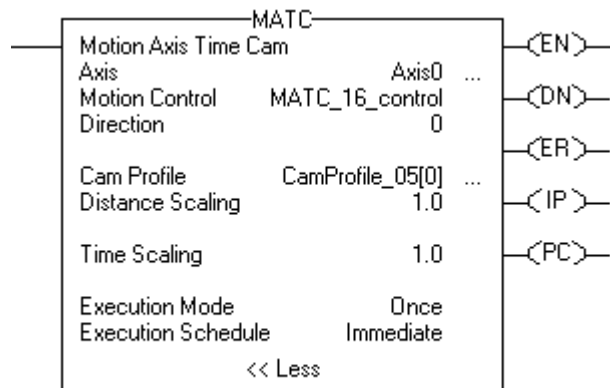 MATC
Motion Axis Time Cam
(EN)
Axis Axis0 ...
Motion Control MATC_16_control
(DN)
Direction 0
(ER)
Cam Profile CamProfile_05[0] ...
(IP)
Distance Scaling 1.0
Time Scaling 1.0
(PC)
Execution Mode Once
Execution Schedule Immediate
<< Less